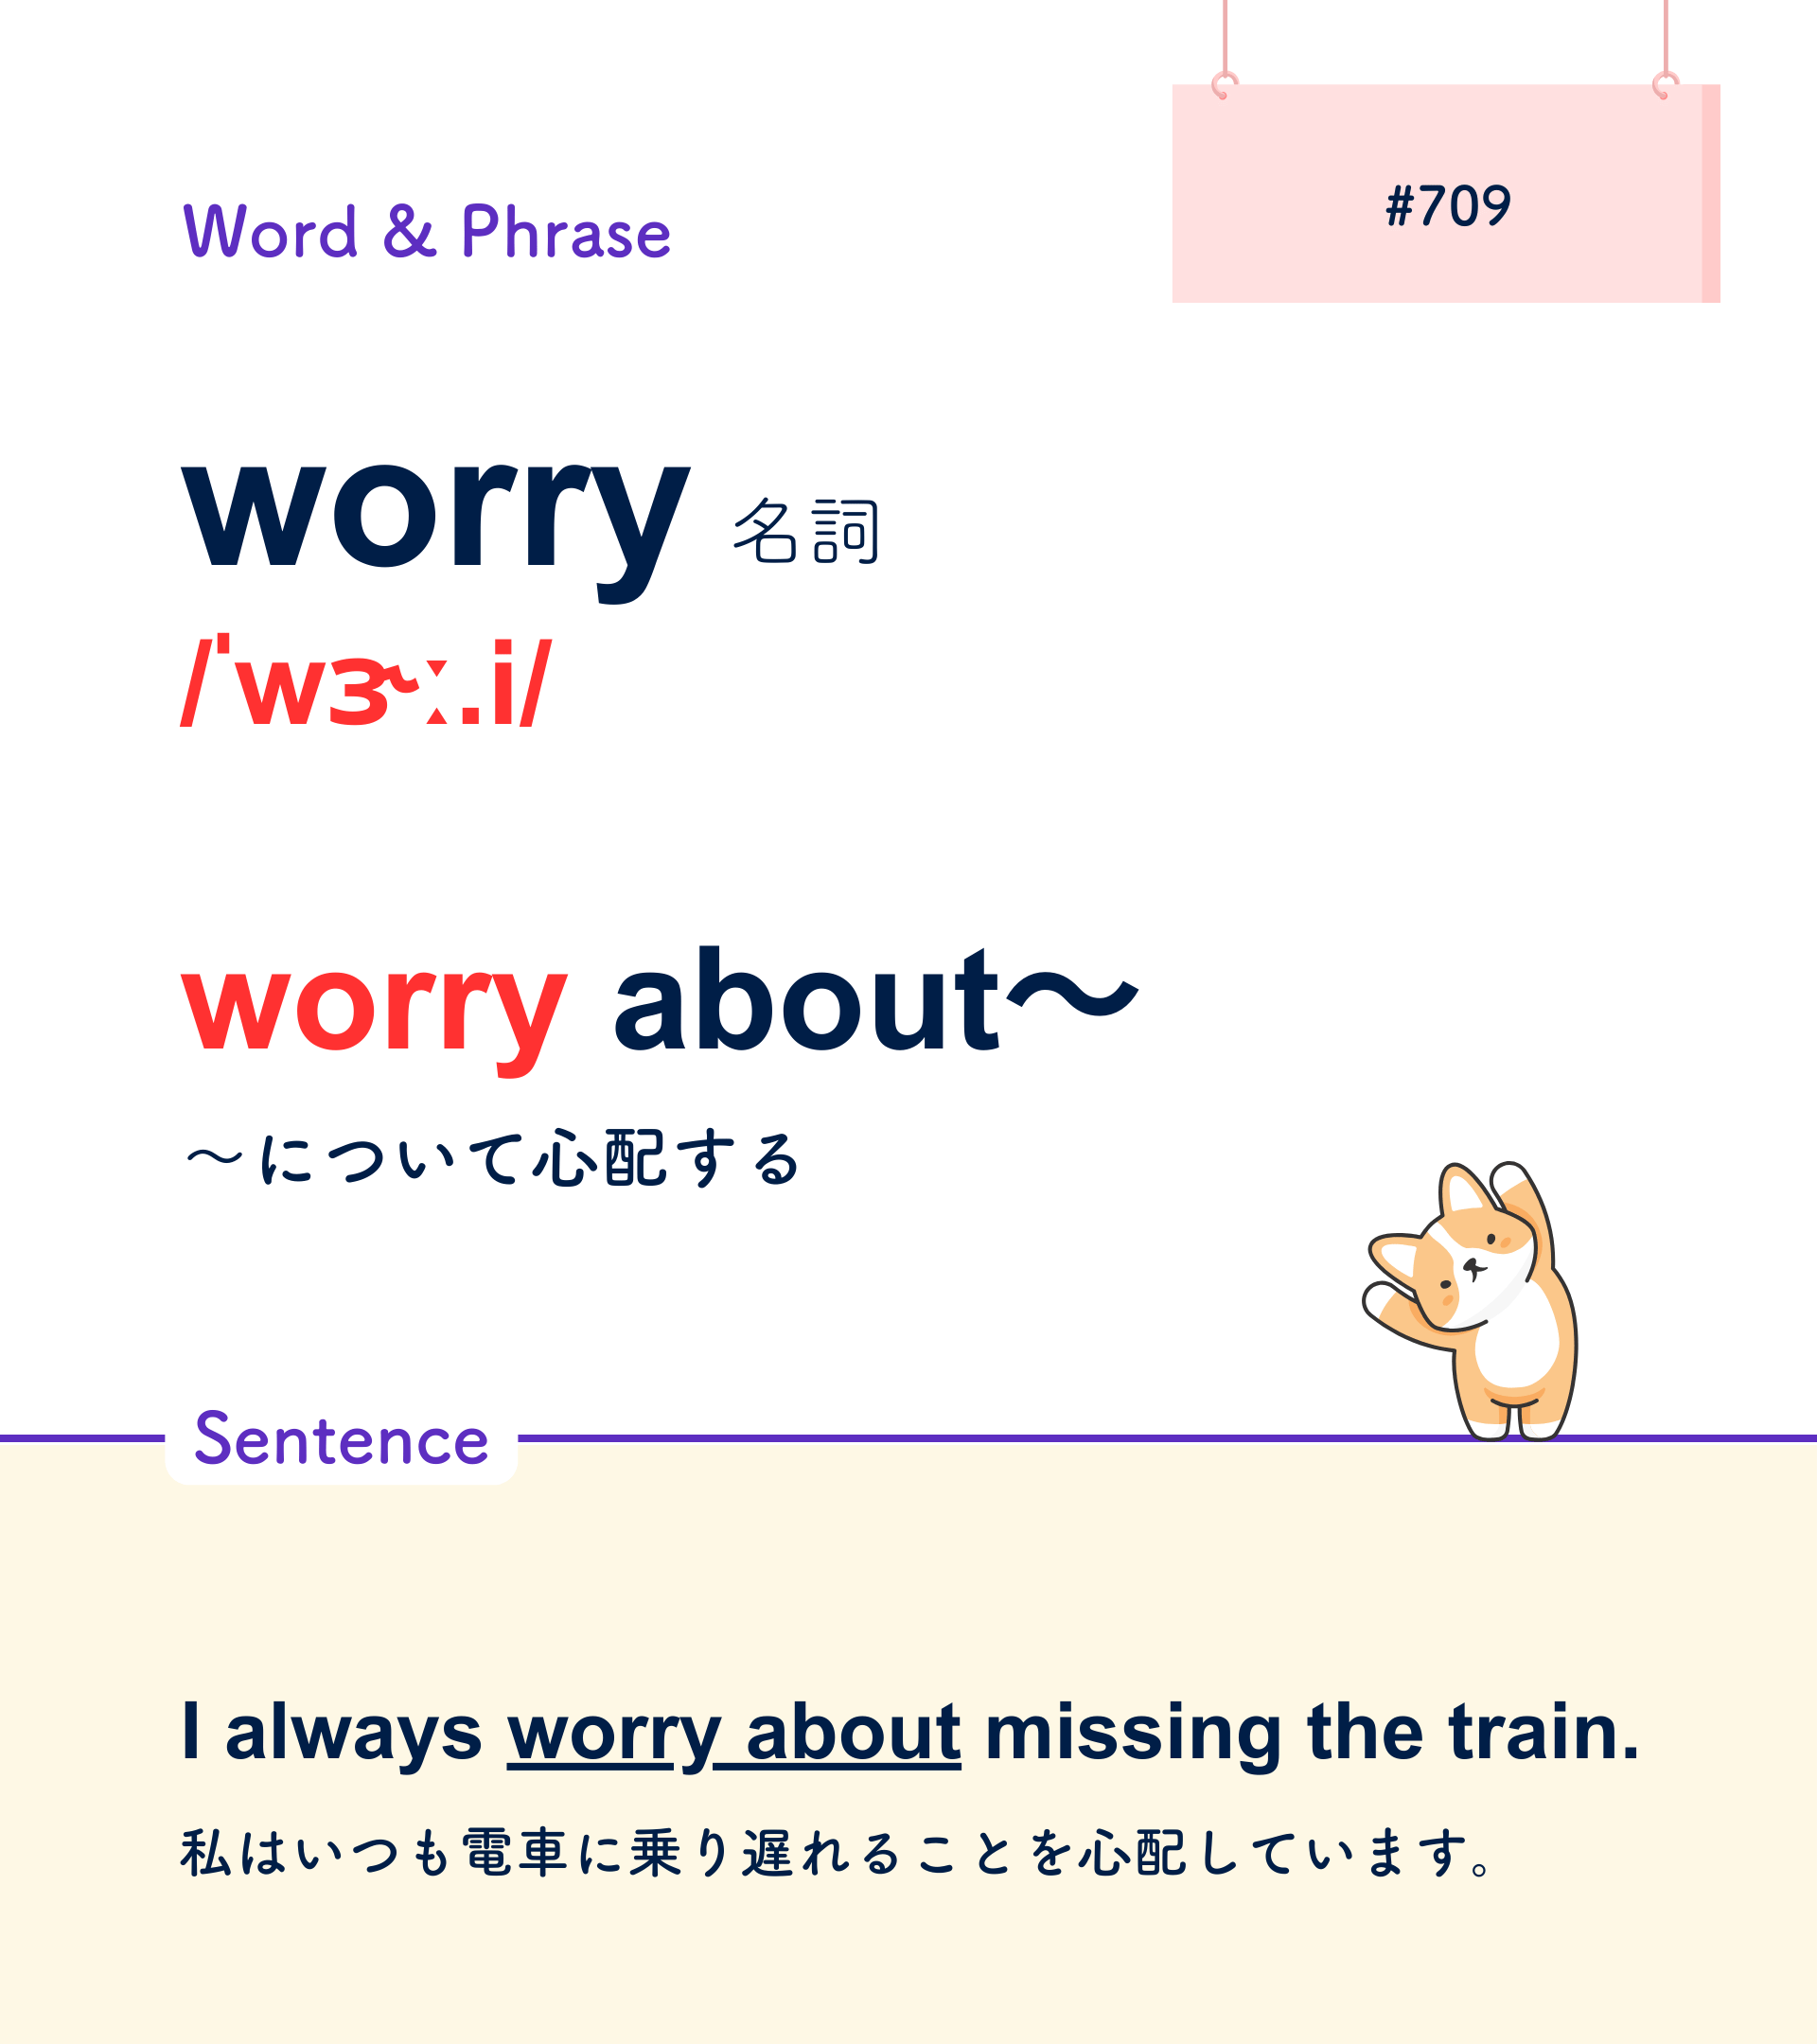 #709
Word & Phrase
worry 名詞
/ˈwɝː.i/
worry about〜
〜について心配する
Sentence
I always worry about missing the train.
私はいつも電車に乗り遅れることを心配しています。